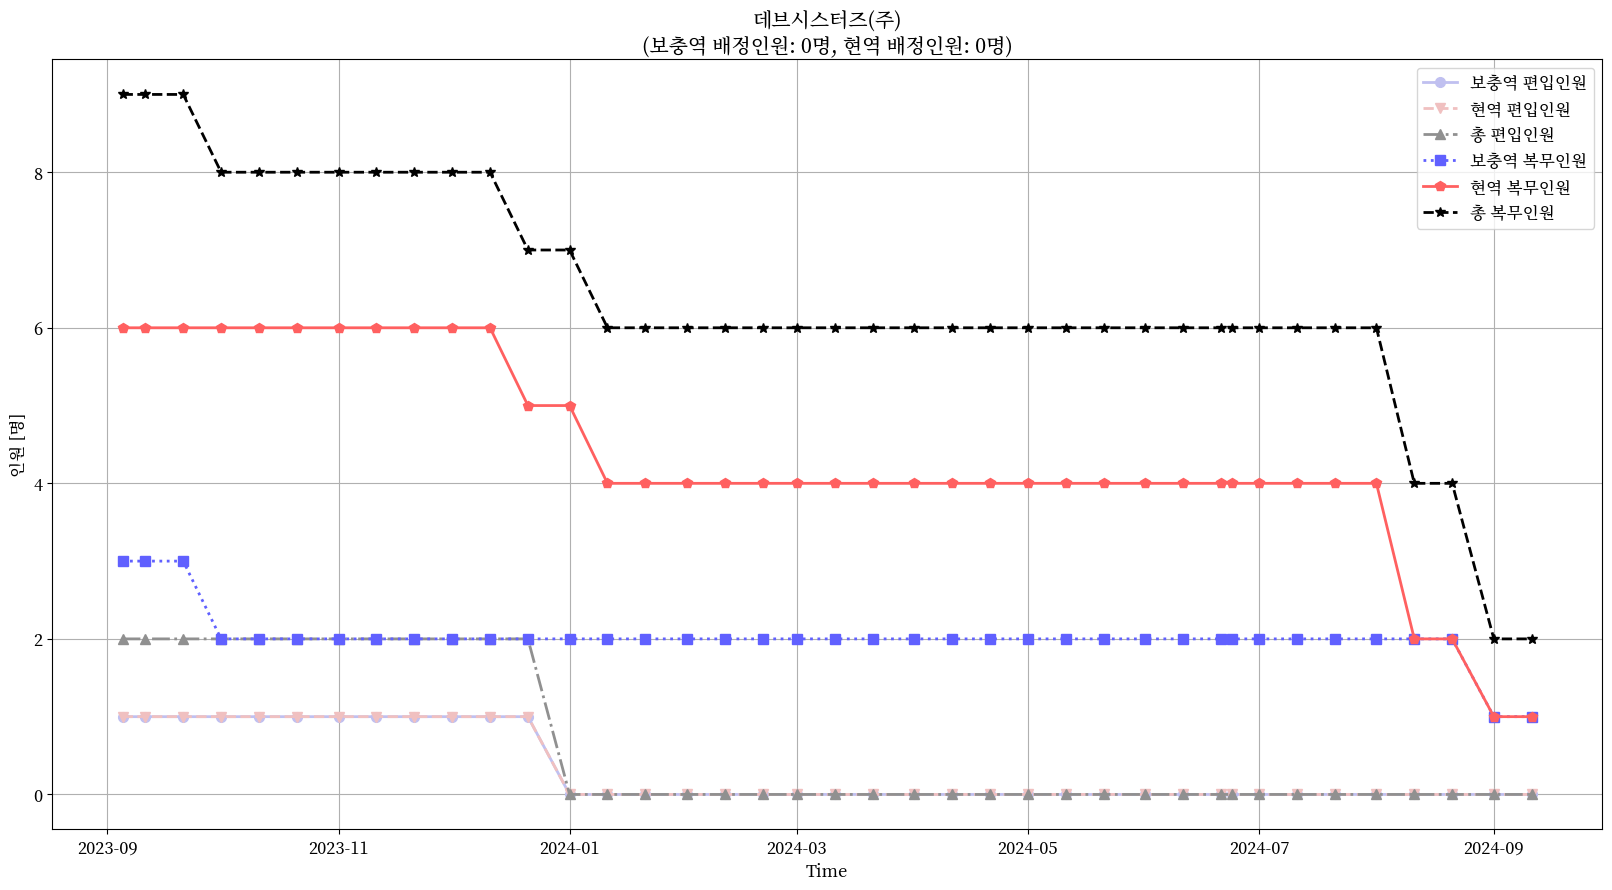 데브시스터즈(주)
(보충역 배정인원: 0명, 현역 배정인원: 0명)
보충역 편입인원
현역 편입인원
총 편입인원
보충역 복무인원
현역 복무인원
총 복무인원
인원 [명]
8
6
4
2
0
2023-09
2023-11
2024-01
2024-03
2024-05
2024-07
2024-09
Time